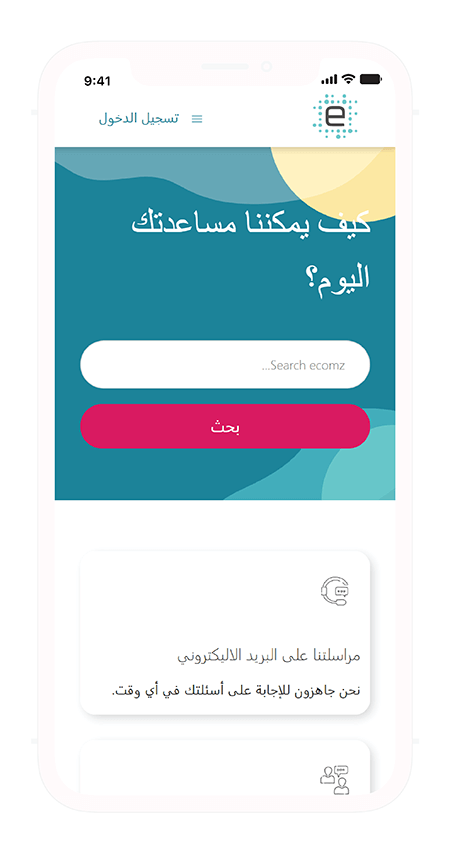 9:41
e
تسجيل الدخول
كيف يمكننا مساعدتك
اليوم؟
Search ecomz...
بحث
مراسلتنا على البريد الاليكتروني
نحن جاهزون للإجابة على أسئلتك في أي وقت.